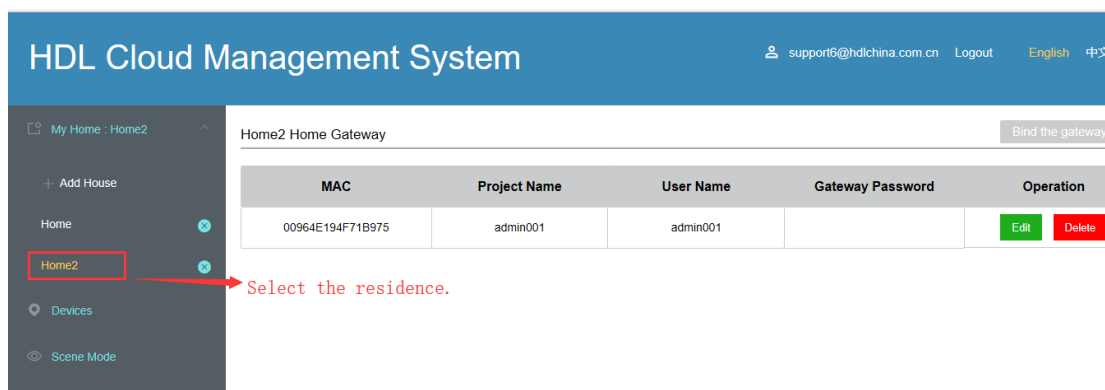 HDL Cloud Management System
support6@hdlchina.com.cn Logout English 中文
My Home : Home2
Add House
Home
Home2
Devices
Scene Mode
Home2 Home Gateway
Bind the gateway
MAC Project Name User Name Gateway Password Operation
00964E194F71B975 admin001 admin001 Edit Delete
Select the residence.